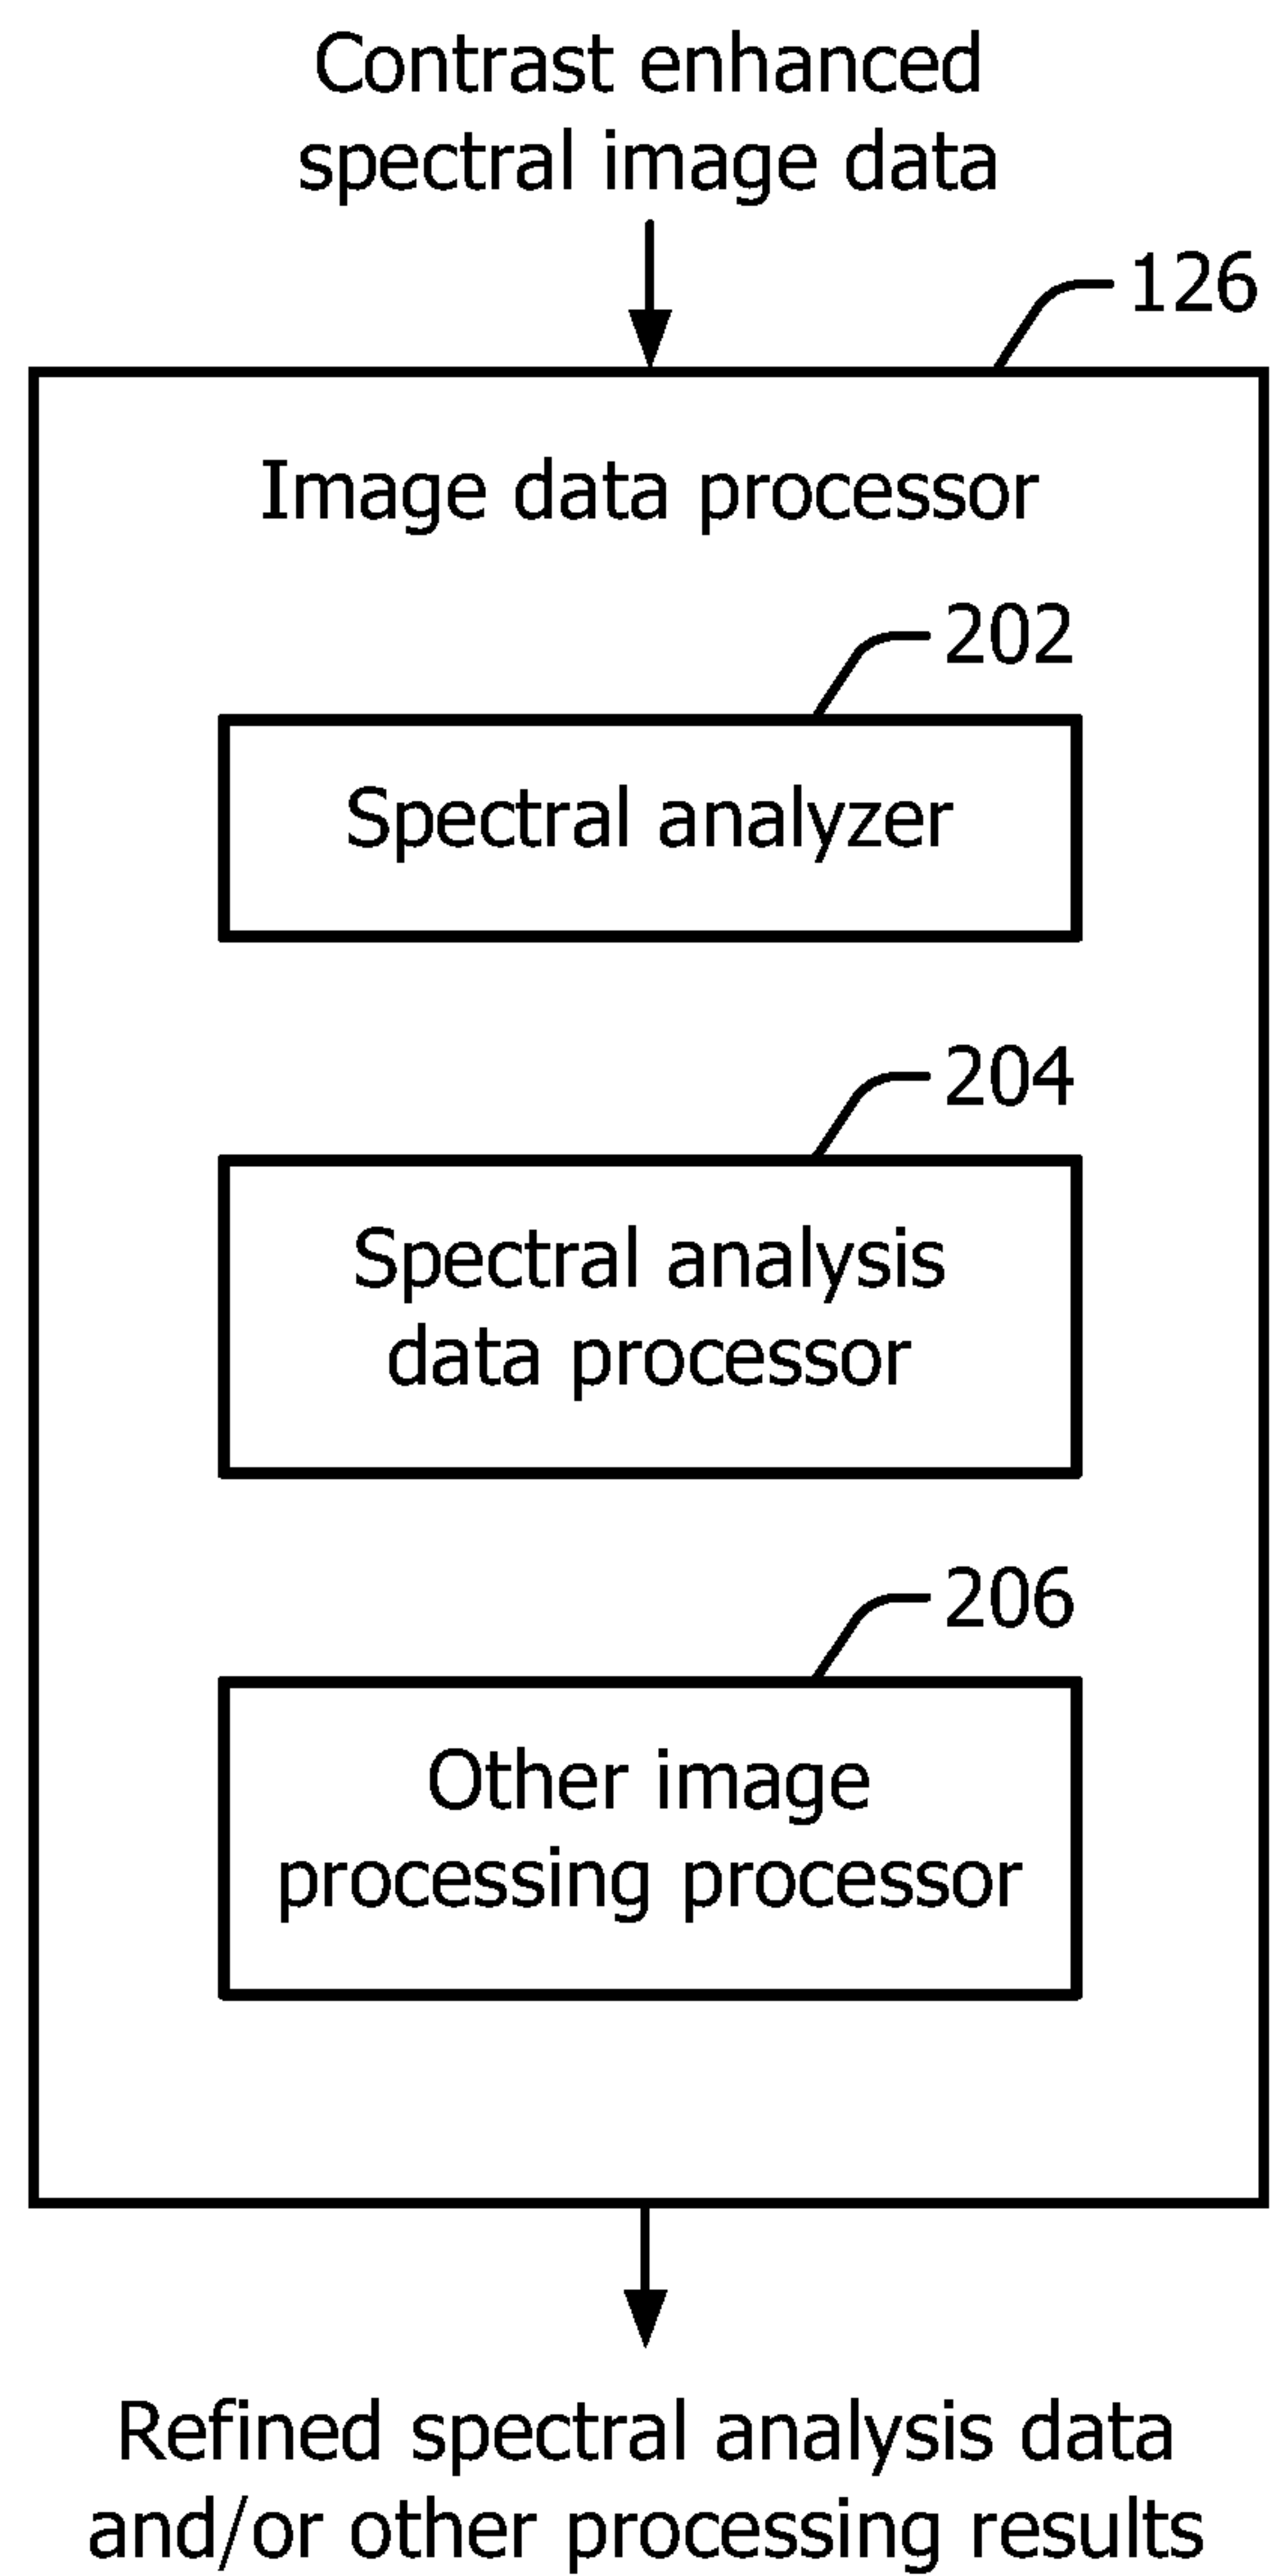 Contrast enhanced
spectral image data
126
Image data processor
202
Spectral analyzer
204
Spectral analysis
data processor
206
Other image
processing processor
Refined spectral analysis data
and/or other processing results